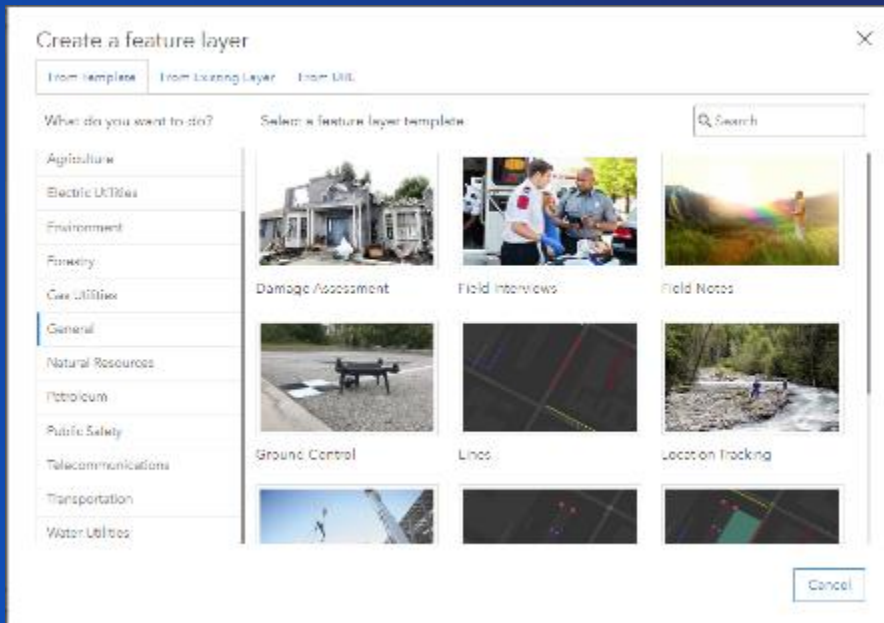 Create a feature layer
From Template From Existing Layer From URL
What do you want to do? Select a feature layer template Search
Agriculture
Electric Utilities
Environment
Forestry
Gas Utilities
General
Natural Resources
Petroleum
Public Safety
Telecommunications
Transportation
Water Utilities
Damage Assessment Field Interviews Field Notes
Ground Control Lines Location Tracking
Cancel